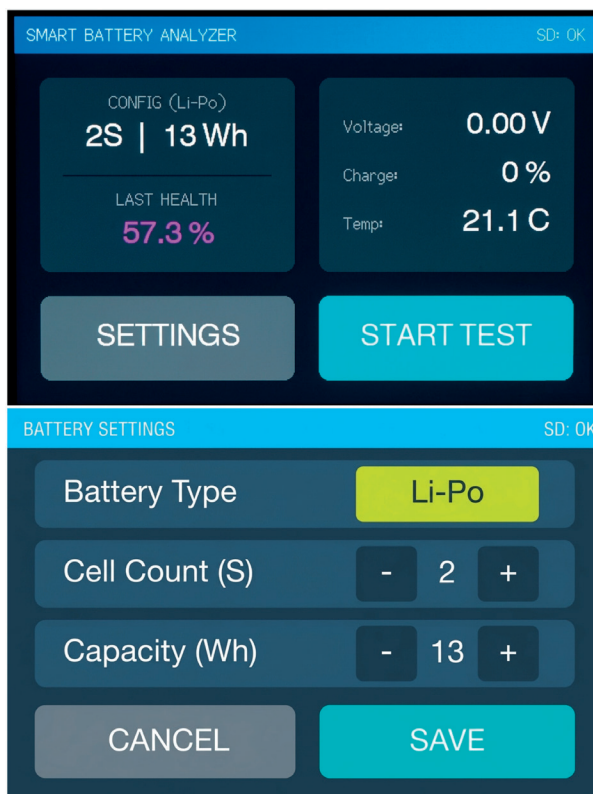 SMART BATTERY ANALYZER SD: OK
CONFIG (Li-Po)
2S | 13 Wh
LAST HEALTH
57.3 %
Voltage: 0.00 V
Charge: 0 %
Temp: 21.1 C
SETTINGS START TEST
BATTERY SETTINGS SD: OK
Battery Type Li-Po
Cell Count (S) - 2 +
Capacity (Wh) - 13 +
CANCEL SAVE